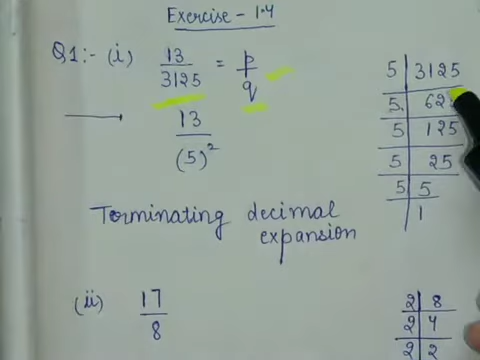 Exercise - 1.4
Q1:- (i) 13/3125 = p/q
13/(5)²
Terminating decimal
expansion
(ii) 17/8
5 | 3125
5 | 625
5 | 125
5 | 25
5 | 5
1
2 | 8
2 | 4
2 | 2